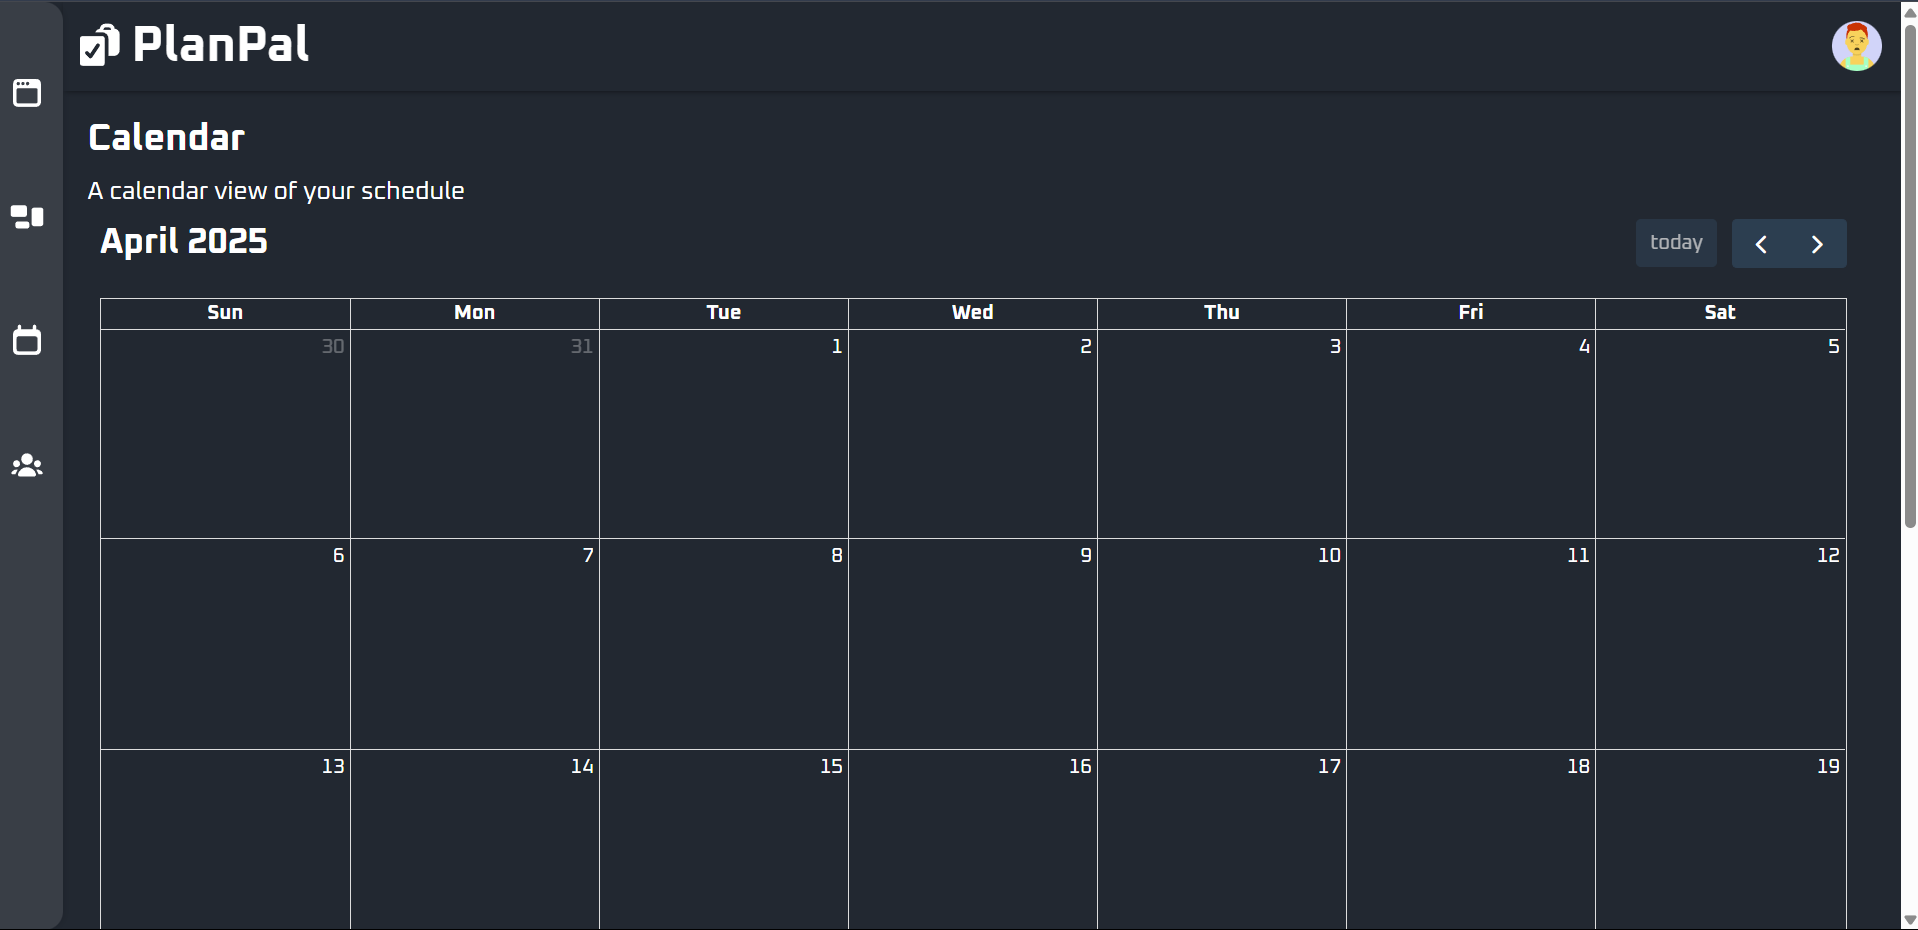 PlanPal
Calendar
A calendar view of your schedule
April 2025
today
Sun Mon Tue Wed Thu Fri Sat
30 31 1 2 3 4 5
6 7 8 9 10 11 12
13 14 15 16 17 18 19